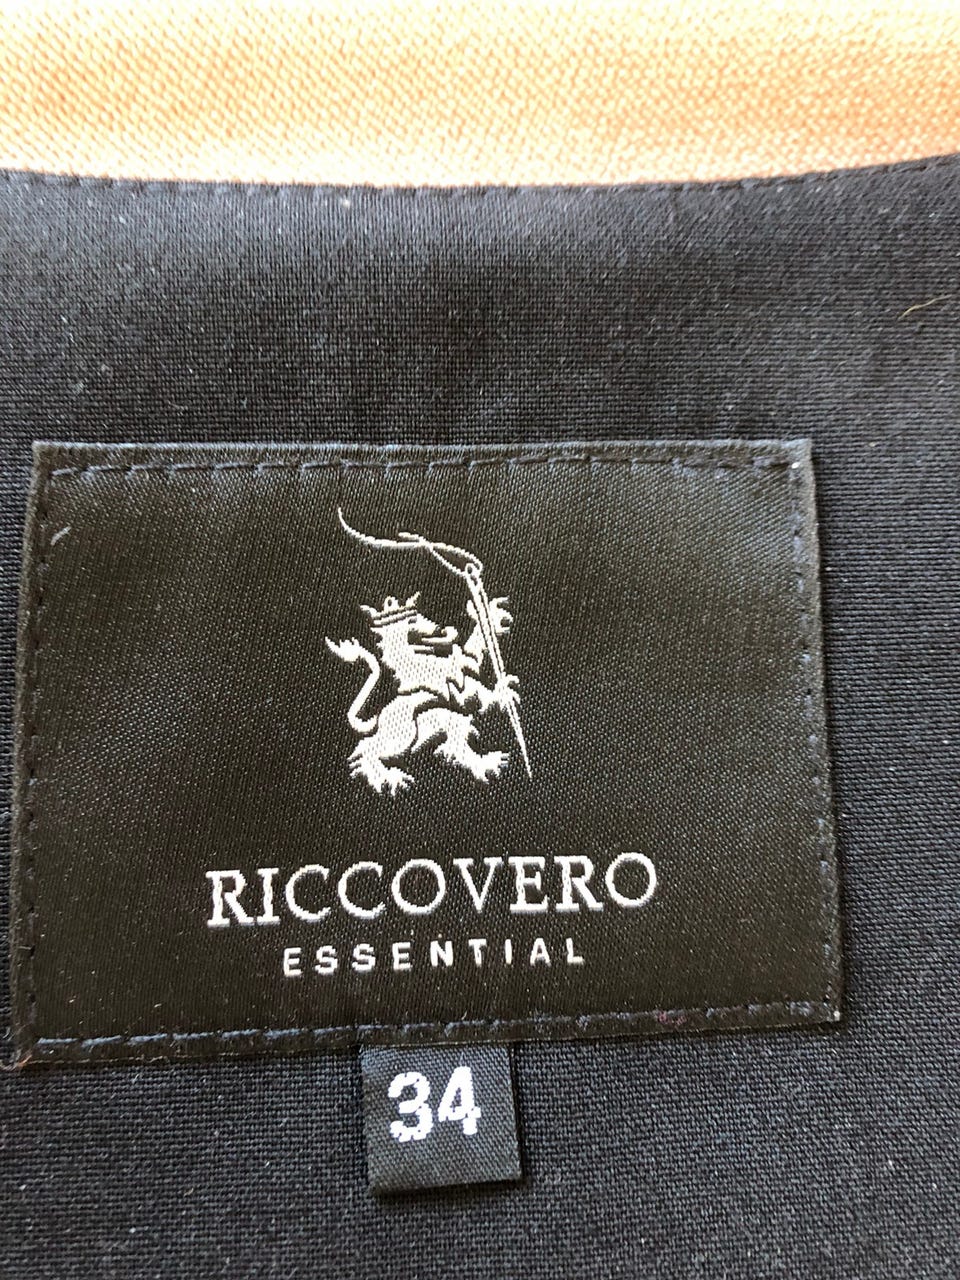 RICCOVERO
ESSENTIAL
34